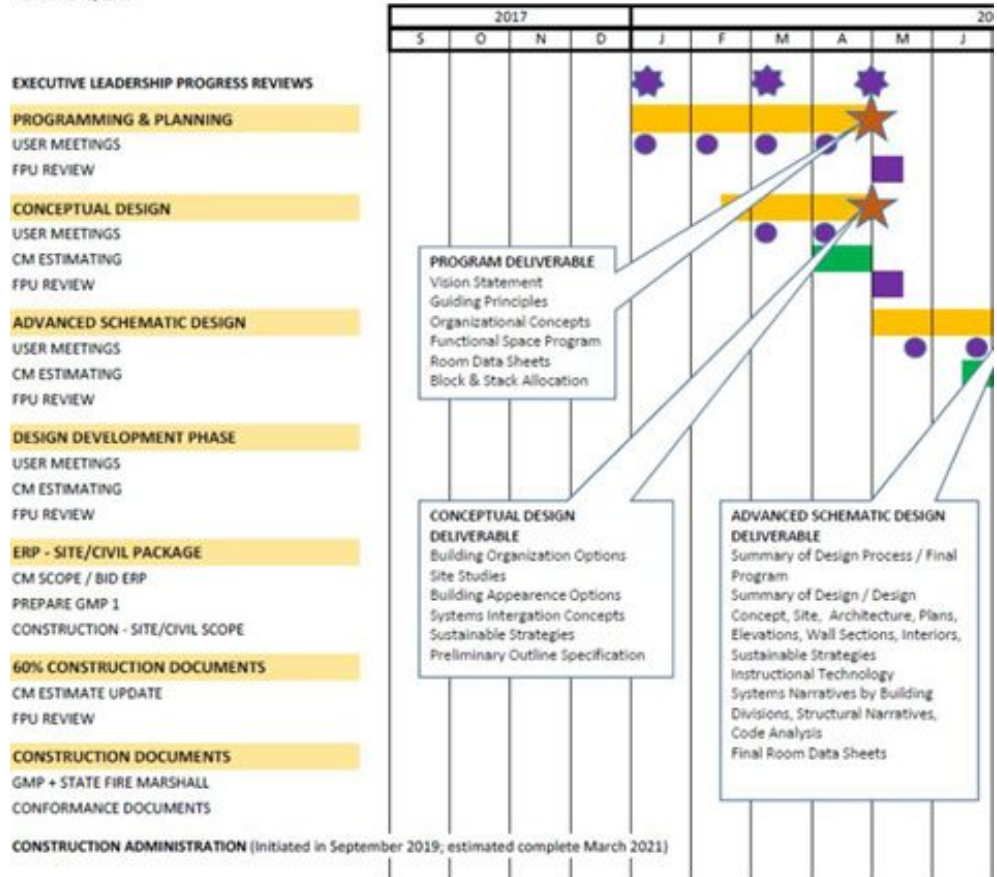 2017
20
S O N D J F M A M J
EXECUTIVE LEADERSHIP PROGRESS REVIEWS
PROGRAMMING & PLANNING
USER MEETINGS
FPU REVIEW
CONCEPTUAL DESIGN
USER MEETINGS
CM ESTIMATING
FPU REVIEW
ADVANCED SCHEMATIC DESIGN
USER MEETINGS
CM ESTIMATING
FPU REVIEW
DESIGN DEVELOPMENT PHASE
USER MEETINGS
CM ESTIMATING
FPU REVIEW
ERP - SITE/CIVIL PACKAGE
CM SCOPE / BID ERP
PREPARE GMP 1
CONSTRUCTION - SITE/CIVIL SCOPE
60% CONSTRUCTION DOCUMENTS
CM ESTIMATE UPDATE
FPU REVIEW
CONSTRUCTION DOCUMENTS
GMP + STATE FIRE MARSHALL
CONFORMANCE DOCUMENTS
CONSTRUCTION ADMINISTRATION (Initiated in September 2019; estimated complete March 2021)
PROGRAM DELIVERABLE
Vision Statement
Guiding Principles
Organizational Concepts
Functional Space Program
Room Data Sheets
Block & Stack Allocation
CONCEPTUAL DESIGN
DELIVERABLE
Building Organization Options
Site Studies
Building Appearence Options
Systems Intergation Concepts
Sustainable Strategies
Preliminary Outline Specification
ADVANCED SCHEMATIC DESIGN
DELIVERABLE
Summary of Design Process / Final
Program
Summary of Design / Design
Concept, Site, Architecture, Plans,
Elevations, Wall Sections, Interiors,
Sustainable Strategies
Instructional Technology
Systems Narratives by Building
Divisions, Structural Narratives,
Code Analysis
Final Room Data Sheets